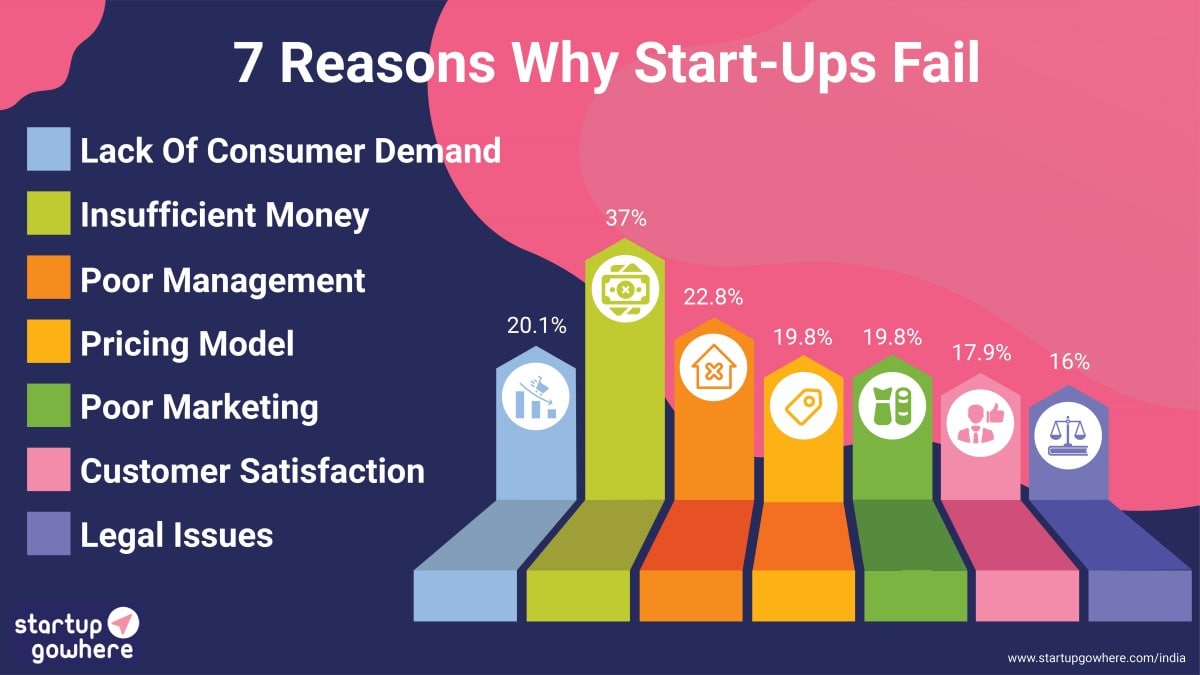 7 Reasons Why Start-Ups Fail
Lack Of Consumer Demand
Insufficient Money
Poor Management
Pricing Model
Poor Marketing
Customer Satisfaction
Legal Issues
20.1%
37%
22.8%
19.8%
19.8%
17.9%
16%
startup
gowhere
www.startupgowhere.com/india